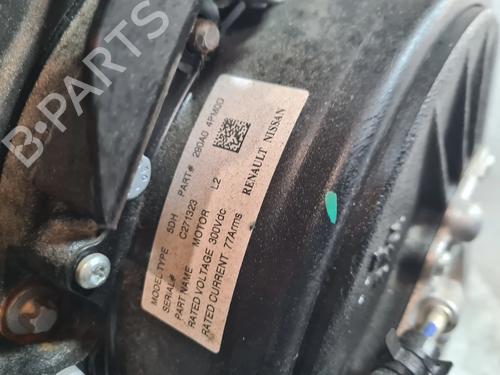 B-PARTS
MODEL TYPE 5DH PART# 290A0 4PM0D
SERIAL# C271323 L2
PART NAME MOTOR
RATED VOLTAGE 300Vdc
RATED CURRENT 77Arms
RENAULT NISSAN